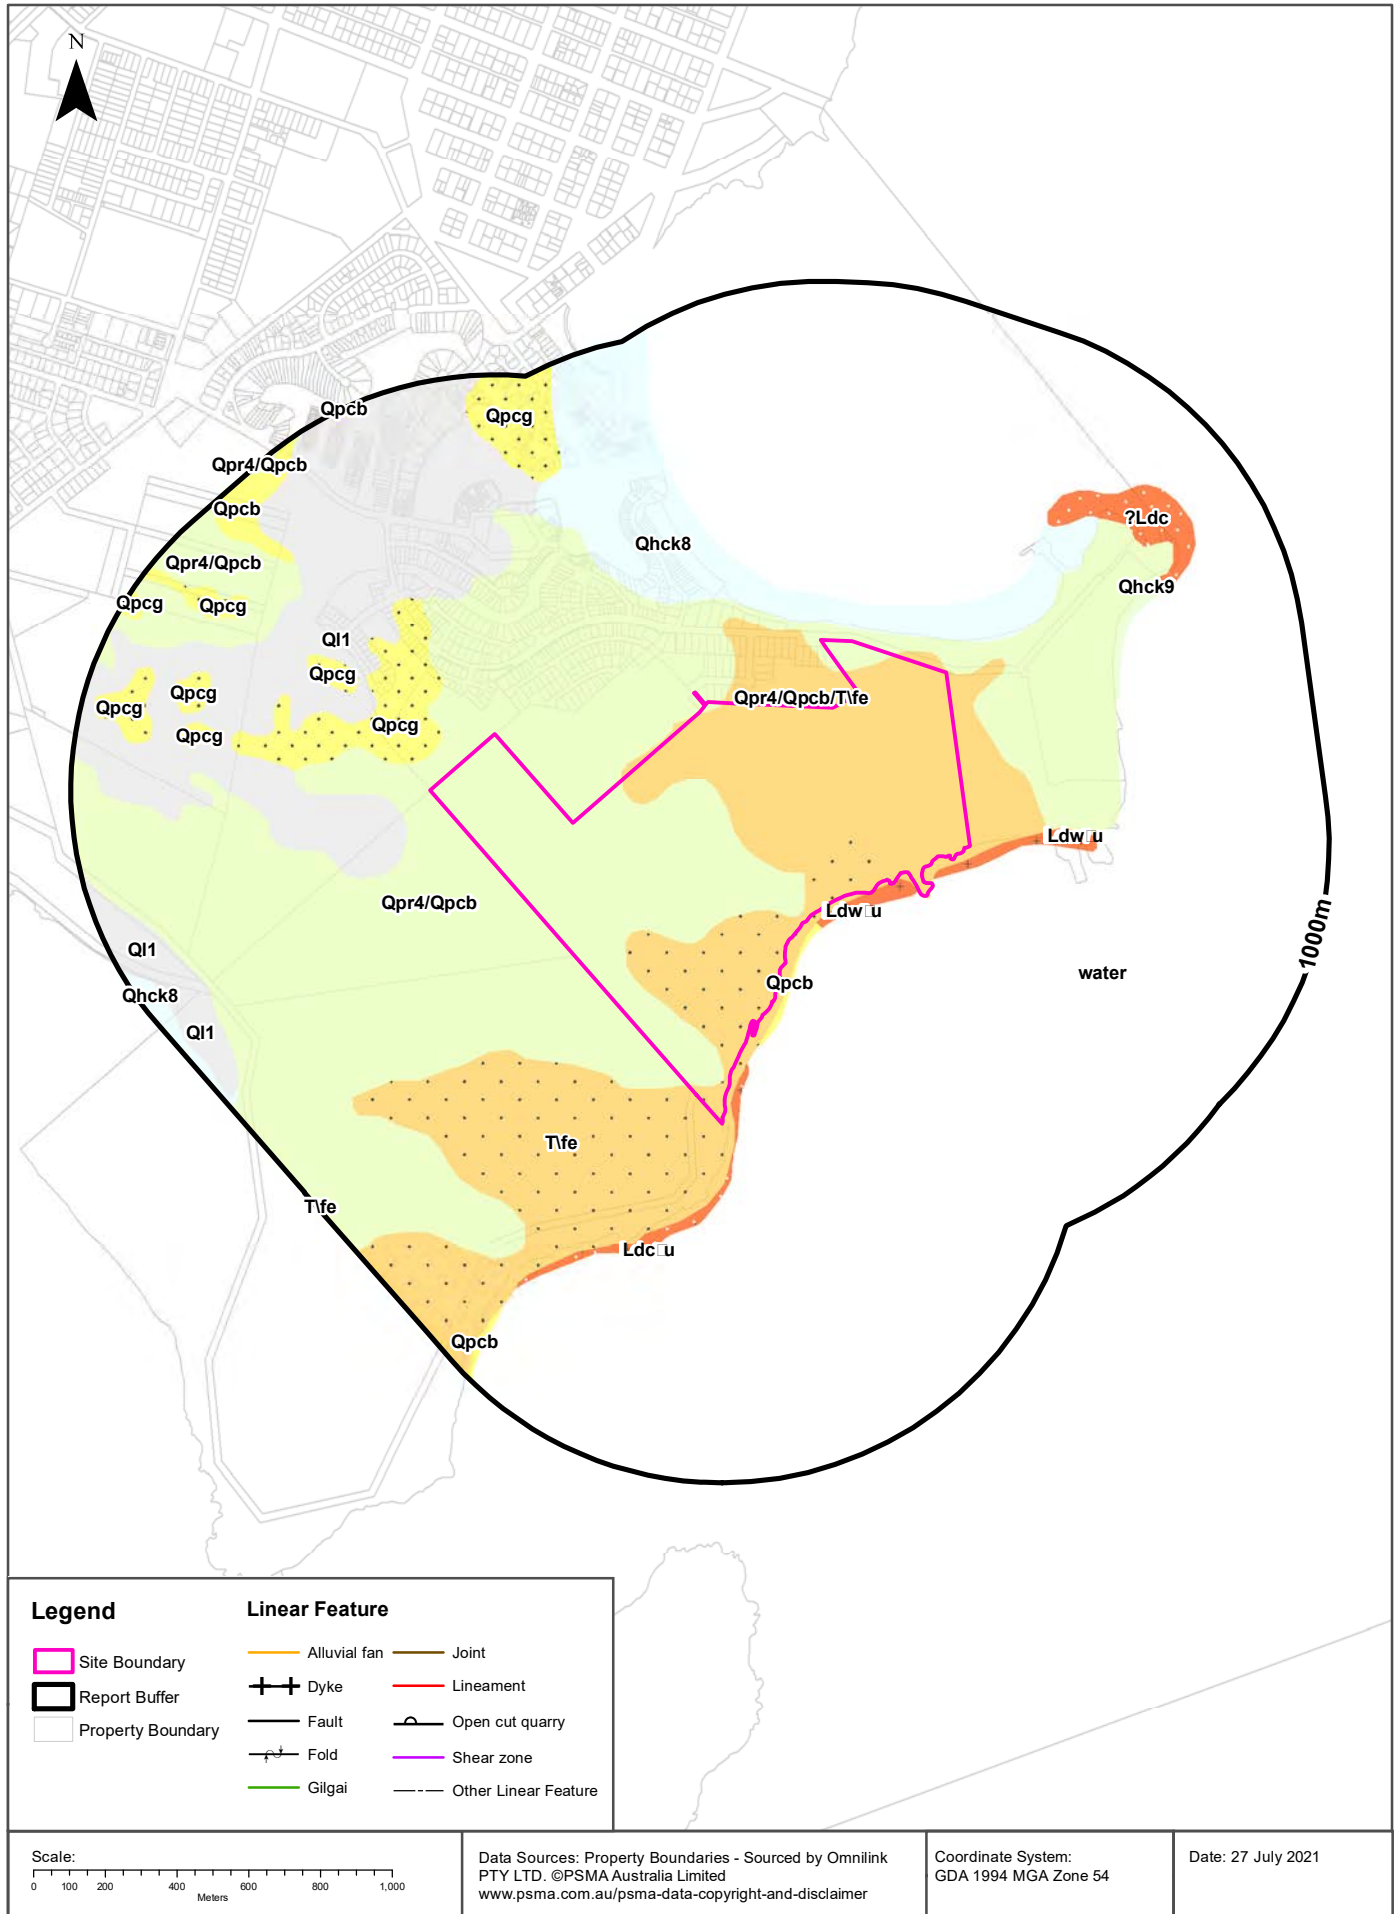 N
Qpcb
Qpcg
Qpr4/Qpcb
Qpcb
?Ldc
Qhck8
Qpr4/Qpcb
Qhck9
Qpcg
Qpcg
Ql1
Qpcg
Qpcg
Qpr4/Qpcb/T\fe
Qpcg
Qpcg
Qpcg
Ldw□u
Qpr4/Qpcb
Ldw□u
1000m
Ql1
water
Qpcb
Qhck8
Ql1
T\fe
T\fe
Ldc□u
Qpcb
Legend
Site Boundary
Report Buffer
Property Boundary
Linear Feature
Alluvial fan
Dyke
Fault
Fold
Gilgai
Joint
Lineament
Open cut quarry
Shear zone
Other Linear Feature
Scale:
0 100 200 400 600 800 1,000
Meters
Data Sources: Property Boundaries - Sourced by Omnilink
PTY LTD. ©PSMA Australia Limited
www.psma.com.au/psma-data-copyright-and-disclaimer
Coordinate System:
GDA 1994 MGA Zone 54
Date: 27 July 2021